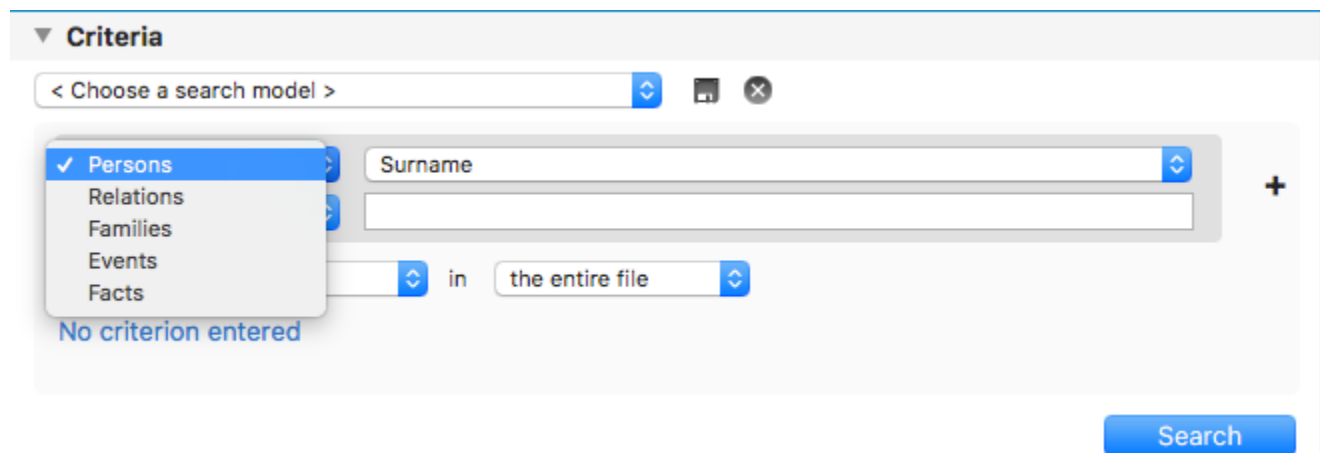 Criteria
< Choose a search model >
✓ Persons
Surname
Relations
Families
Events
Facts
in
the entire file
No criterion entered
Search